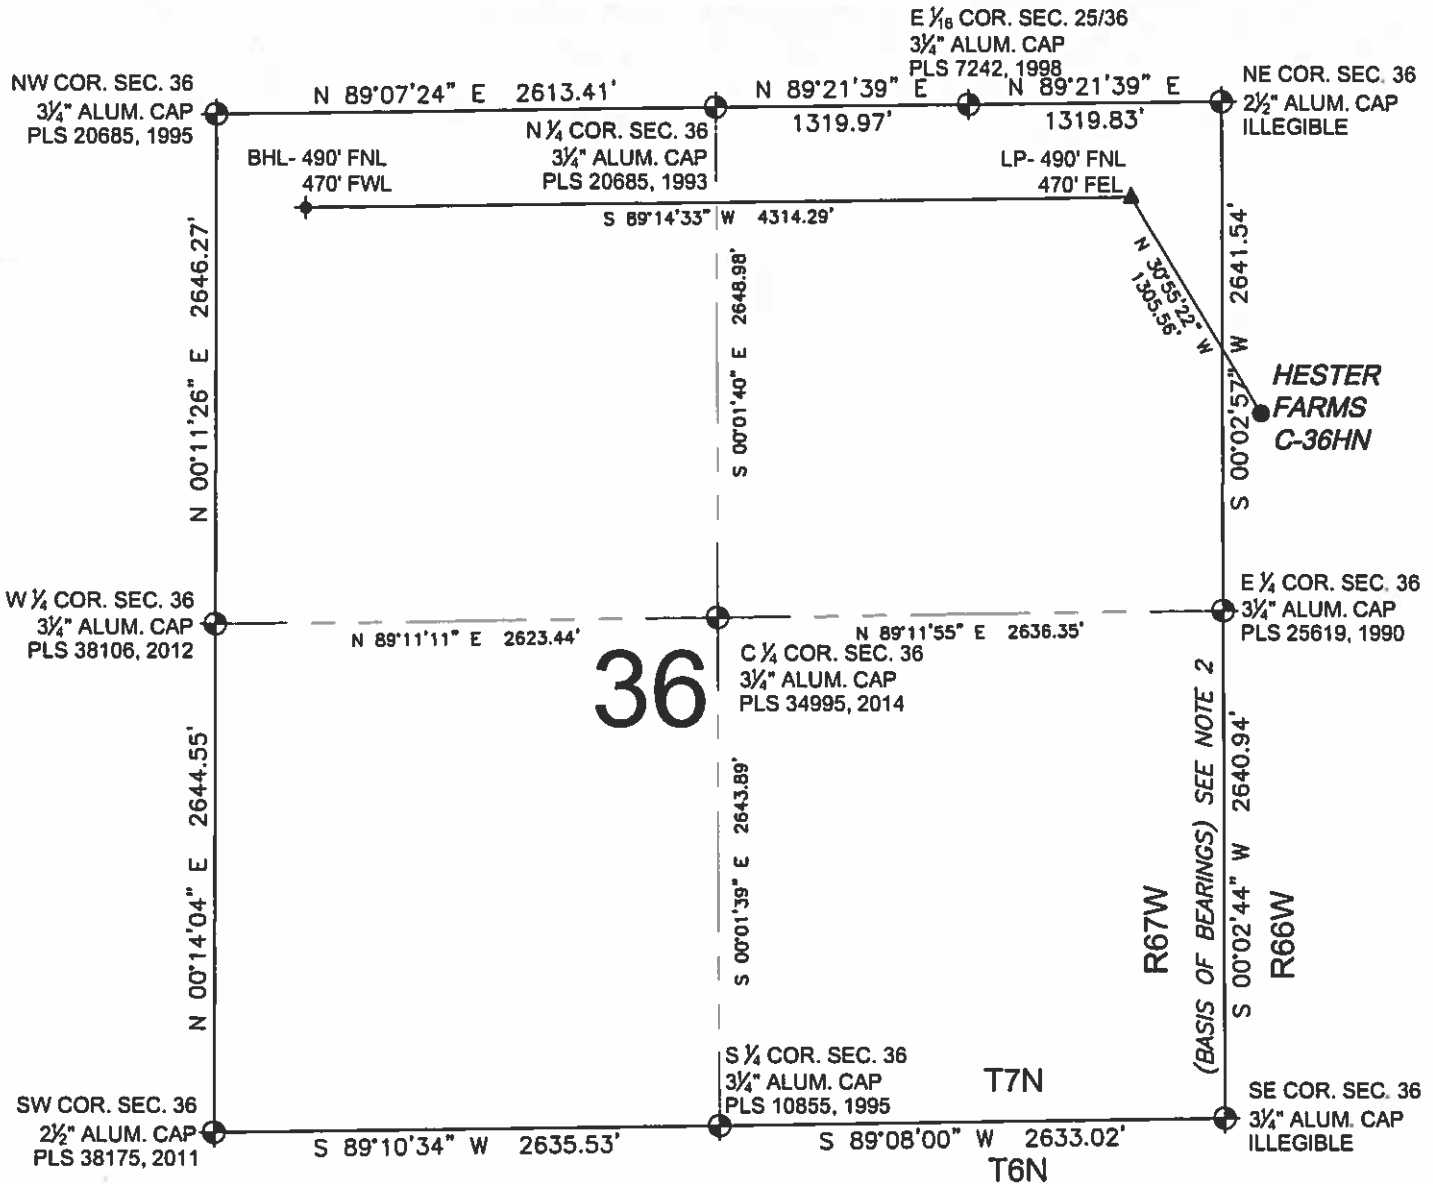 E 1/16 COR. SEC. 25/36
3¼" ALUM. CAP
PLS 7242, 1998
NW COR. SEC. 36
3¼" ALUM. CAP
PLS 20685, 1995
N 89°07'24" E 2613.41'
N 89°21'39" E
1319.97'
N 89°21'39" E
1319.83'
NE COR. SEC. 36
2½" ALUM. CAP
ILLEGIBLE
N ¼ COR. SEC. 36
3¼" ALUM. CAP
PLS 20685, 1993
BHL- 490' FNL
470' FWL
LP- 490' FNL
470' FEL
S 89°14'33" W 4314.29'
N 00°11'26" E 2646.27'
S 00°01'40" E 2648.98'
N 30°55'22" W
1305.56'
S 00°02'57" W 2641.54'
HESTER
FARMS
C-36HN
W ¼ COR. SEC. 36
3¼" ALUM. CAP
PLS 38106, 2012
N 89°11'11" E 2623.44'
N 89°11'55" E 2636.35'
E ¼ COR. SEC. 36
3¼" ALUM. CAP
PLS 25619, 1990
36
C ¼ COR. SEC. 36
3¼" ALUM. CAP
PLS 34995, 2014
N 00°14'04" E 2644.55'
S 00°01'39" E 2643.89'
R67W
(BASIS OF BEARINGS) SEE NOTE 2
S 00°02'44" W 2640.94'
R66W
S ¼ COR. SEC. 36
3¼" ALUM. CAP
PLS 10855, 1995
T7N
SW COR. SEC. 36
2½" ALUM. CAP
PLS 38175, 2011
S 89°10'34" W 2635.53'
S 89°08'00" W 2633.02'
T6N
SE COR. SEC. 36
3¼" ALUM. CAP
ILLEGIBLE